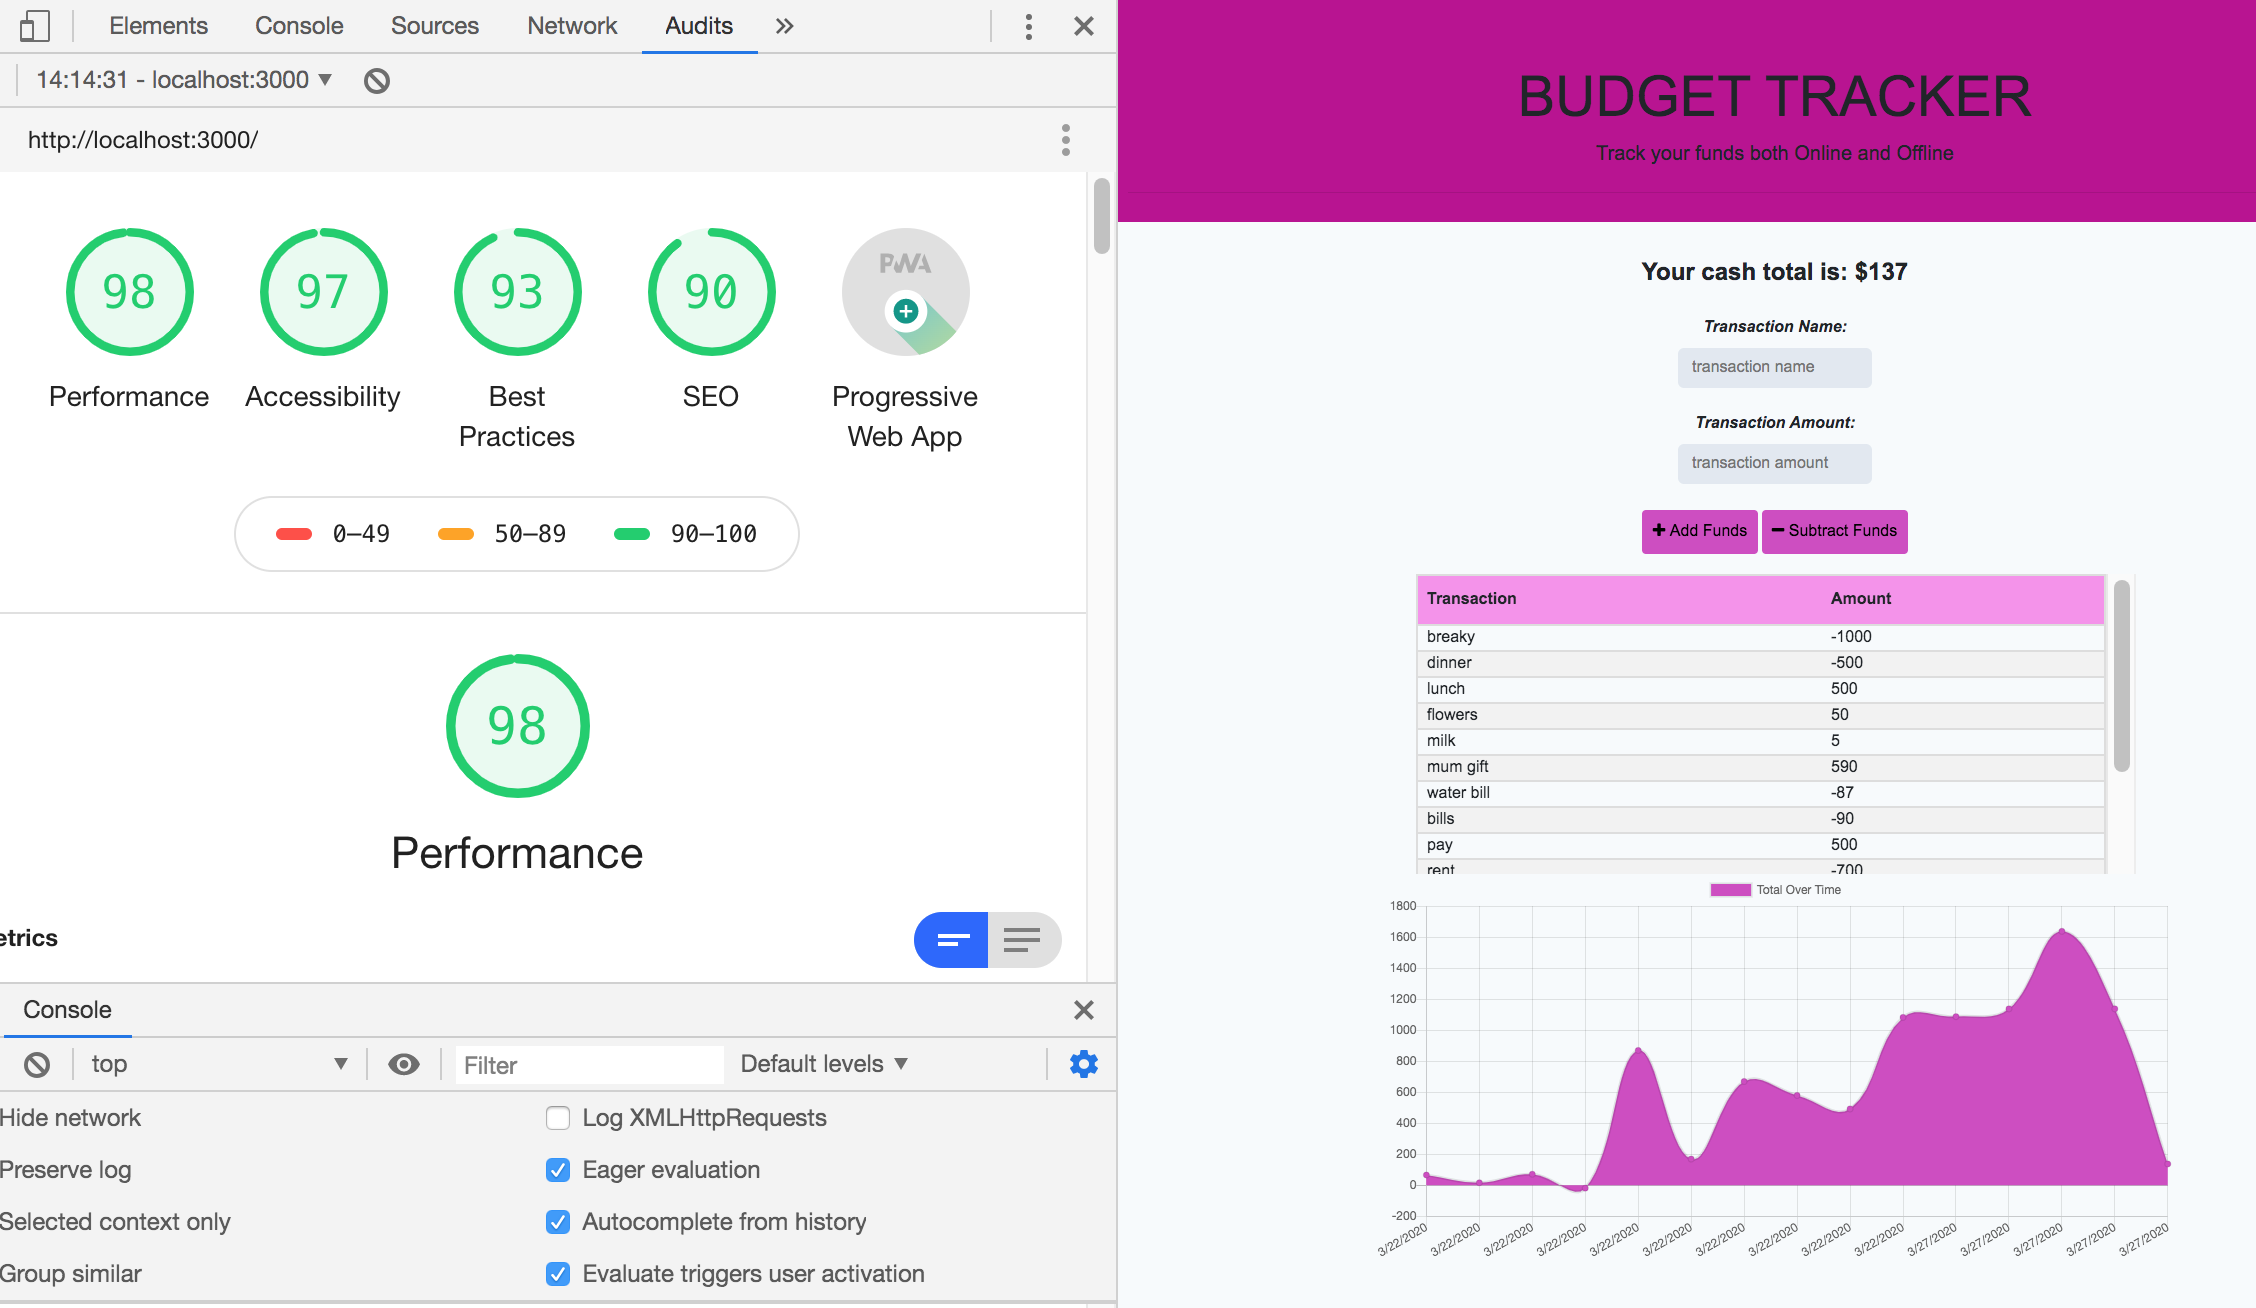 Elements Console Sources Network Audits »
14:14:31 - localhost:3000 ▼
http://localhost:3000/
98 97 93 90 PWA
Performance Accessibility Best Practices SEO Progressive Web App
0–49 50–89 90–100
98
Performance
etrics
Console
top ▼ Filter Default levels ▼
Hide network Log XMLHttpRequests
Preserve log Eager evaluation
Selected context only Autocomplete from history
Group similar Evaluate triggers user activation
BUDGET TRACKER
Track your funds both Online and Offline
Your cash total is: $137
Transaction Name:
transaction name
Transaction Amount:
transaction amount
+ Add Funds − Subtract Funds
Transaction Amount
breaky -1000
dinner -500
lunch 500
flowers 50
milk 5
mum gift 590
water bill -87
bills -90
pay 500
rent -700
Total Over Time
1800
1600
1400
1200
1000
800
600
400
200
0
-200
3/22/2020 3/22/2020 3/22/2020 3/22/2020 3/22/2020 3/22/2020 3/22/2020 3/22/2020 3/22/2020 3/22/2020 3/27/2020 3/27/2020 3/27/2020 3/27/2020 3/27/2020